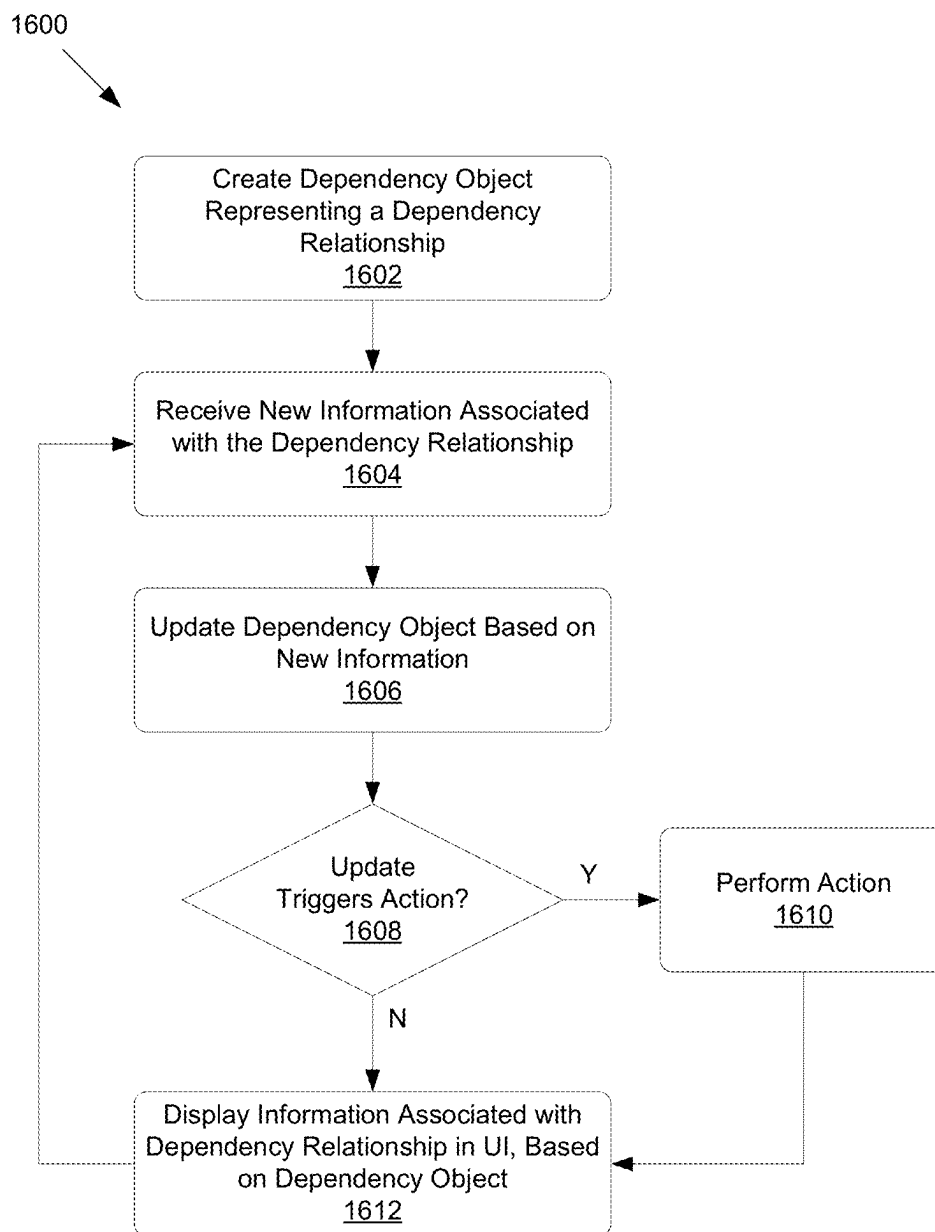 1600
Create Dependency Object
Representing a Dependency
Relationship
1602
Receive New Information Associated
with the Dependency Relationship
1604
Update Dependency Object Based on
New Information
1606
Update
Triggers Action?
1608
Y
Perform Action
1610
N
Display Information Associated with
Dependency Relationship in UI, Based
on Dependency Object
1612